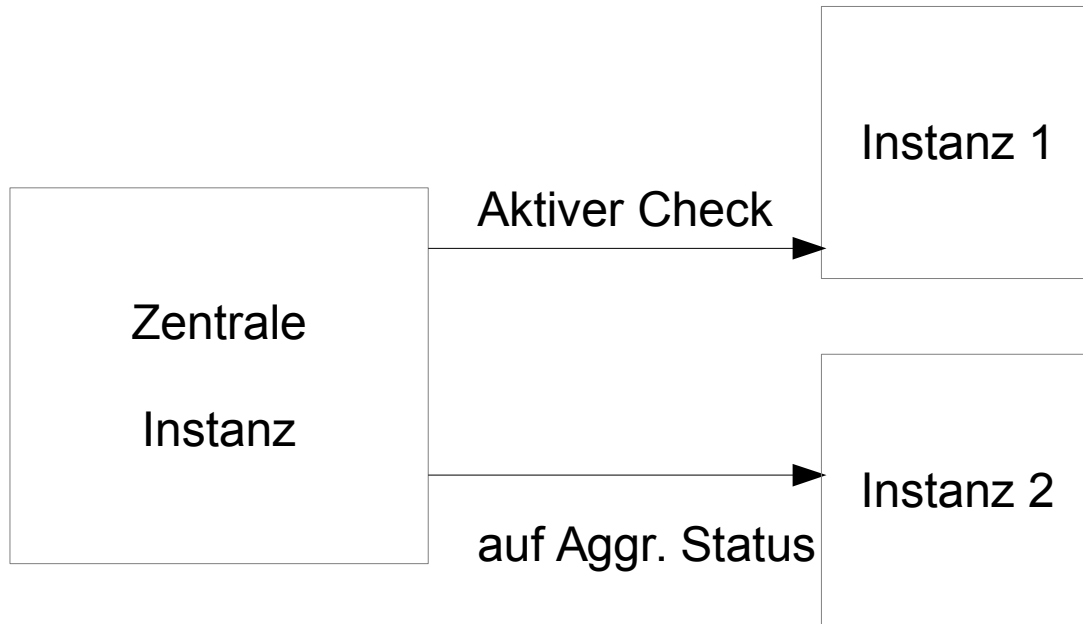 Instanz 1
Aktiver Check
Zentrale
Instanz
Instanz 2
auf Aggr. Status